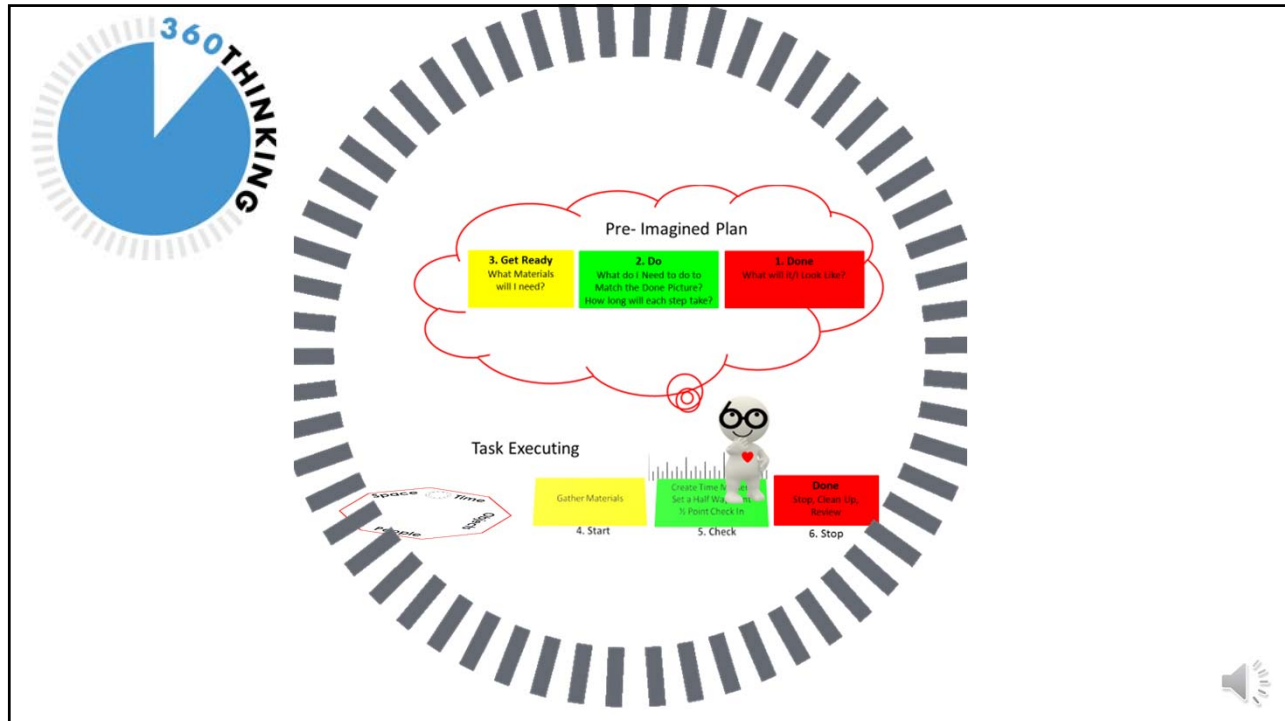 360THINKING
Pre- Imagined Plan
3. Get Ready
What Materials
will I need?
2. Do
What do I Need to do to
Match the Done Picture?
How long will each step take?
1. Done
What will It/I Look Like?
Task Executing
Space
Time
Objects
People
Gather Materials
4. Start
Create Time
Set a Half Way
½ Point Check In
5. Check
Done
Stop, Clean Up,
Review
6. Stop